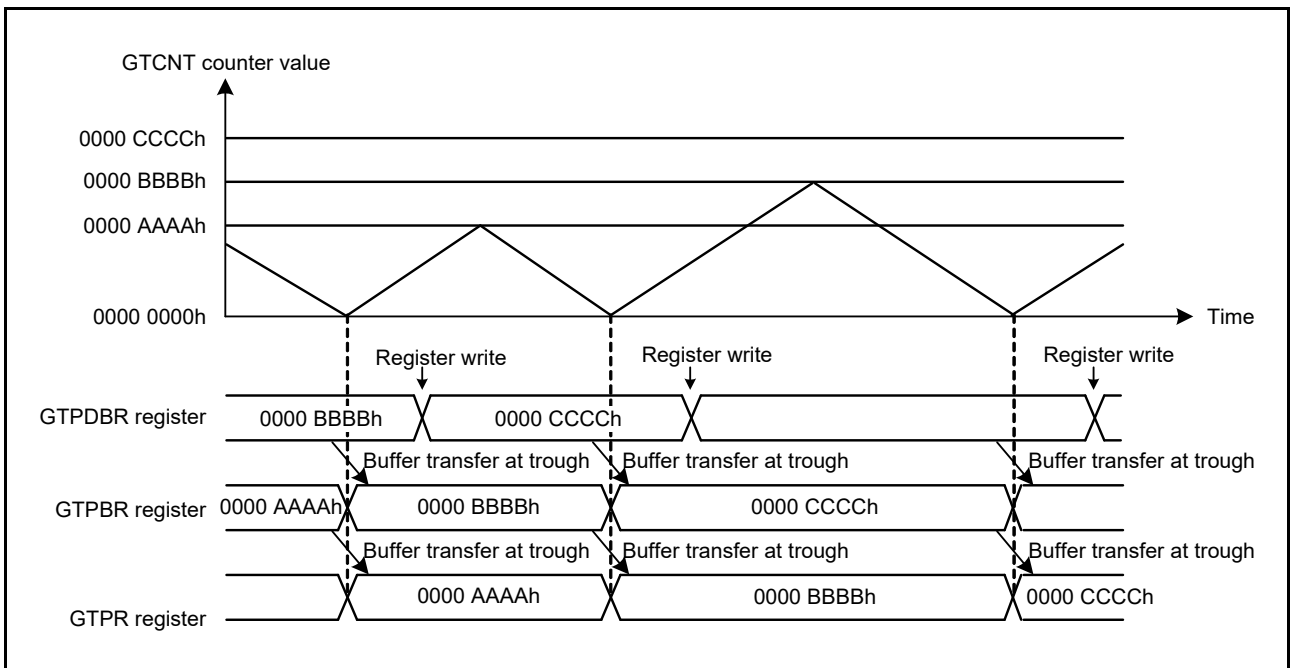 GTCNT counter value
0000 CCCCh
0000 BBBBh
0000 AAAAh
0000 0000h
Time
Register write Register write Register write
GTPDBR register 0000 BBBBh 0000 CCCCh
Buffer transfer at trough Buffer transfer at trough Buffer transfer at trough
GTPBR register 0000 AAAAh 0000 BBBBh 0000 CCCCh
Buffer transfer at trough Buffer transfer at trough Buffer transfer at trough
GTPR register 0000 AAAAh 0000 BBBBh 0000 CCCCh